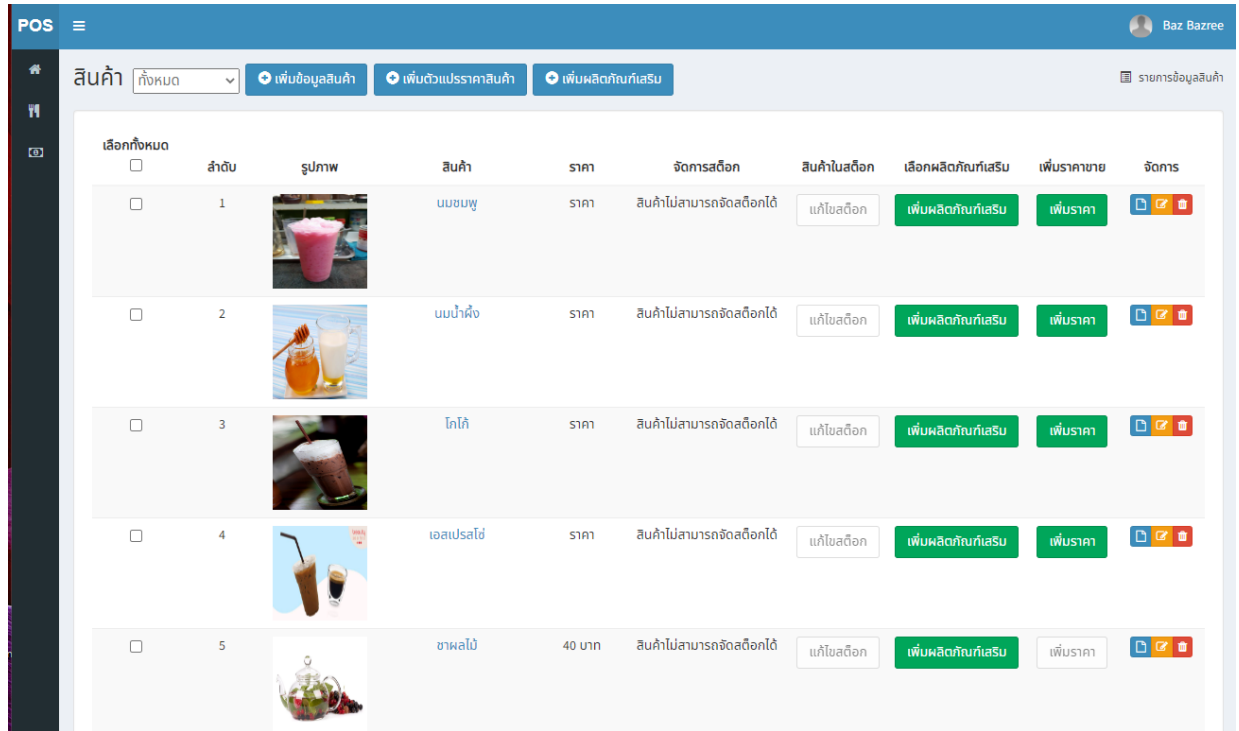 POS Baz Bazree
สินค้า ทั้งหมด เพิ่มข้อมูลสินค้า เพิ่มตัวแปรราคาสินค้า เพิ่มผลิตภัณฑ์เสริม รายการข้อมูลสินค้า
เลือกทั้งหมด
ลำดับ รูปภาพ สินค้า ราคา จัดการสต็อก สินค้าในสต็อก เลือกผลิตภัณฑ์เสริม เพิ่มราคาขาย จัดการ
1 นมชมพู ราคา สินค้าไม่สามารถจัดสต็อกได้ แก้ไขสต็อก เพิ่มผลิตภัณฑ์เสริม เพิ่มราคา
2 นมน้ำผึ้ง ราคา สินค้าไม่สามารถจัดสต็อกได้ แก้ไขสต็อก เพิ่มผลิตภัณฑ์เสริม เพิ่มราคา
3 โกโก้ ราคา สินค้าไม่สามารถจัดสต็อกได้ แก้ไขสต็อก เพิ่มผลิตภัณฑ์เสริม เพิ่มราคา
4 เอสเปรสโซ่ ราคา สินค้าไม่สามารถจัดสต็อกได้ แก้ไขสต็อก เพิ่มผลิตภัณฑ์เสริม เพิ่มราคา
5 ชาผลไม้ 40 บาท สินค้าไม่สามารถจัดสต็อกได้ แก้ไขสต็อก เพิ่มผลิตภัณฑ์เสริม เพิ่มราคา